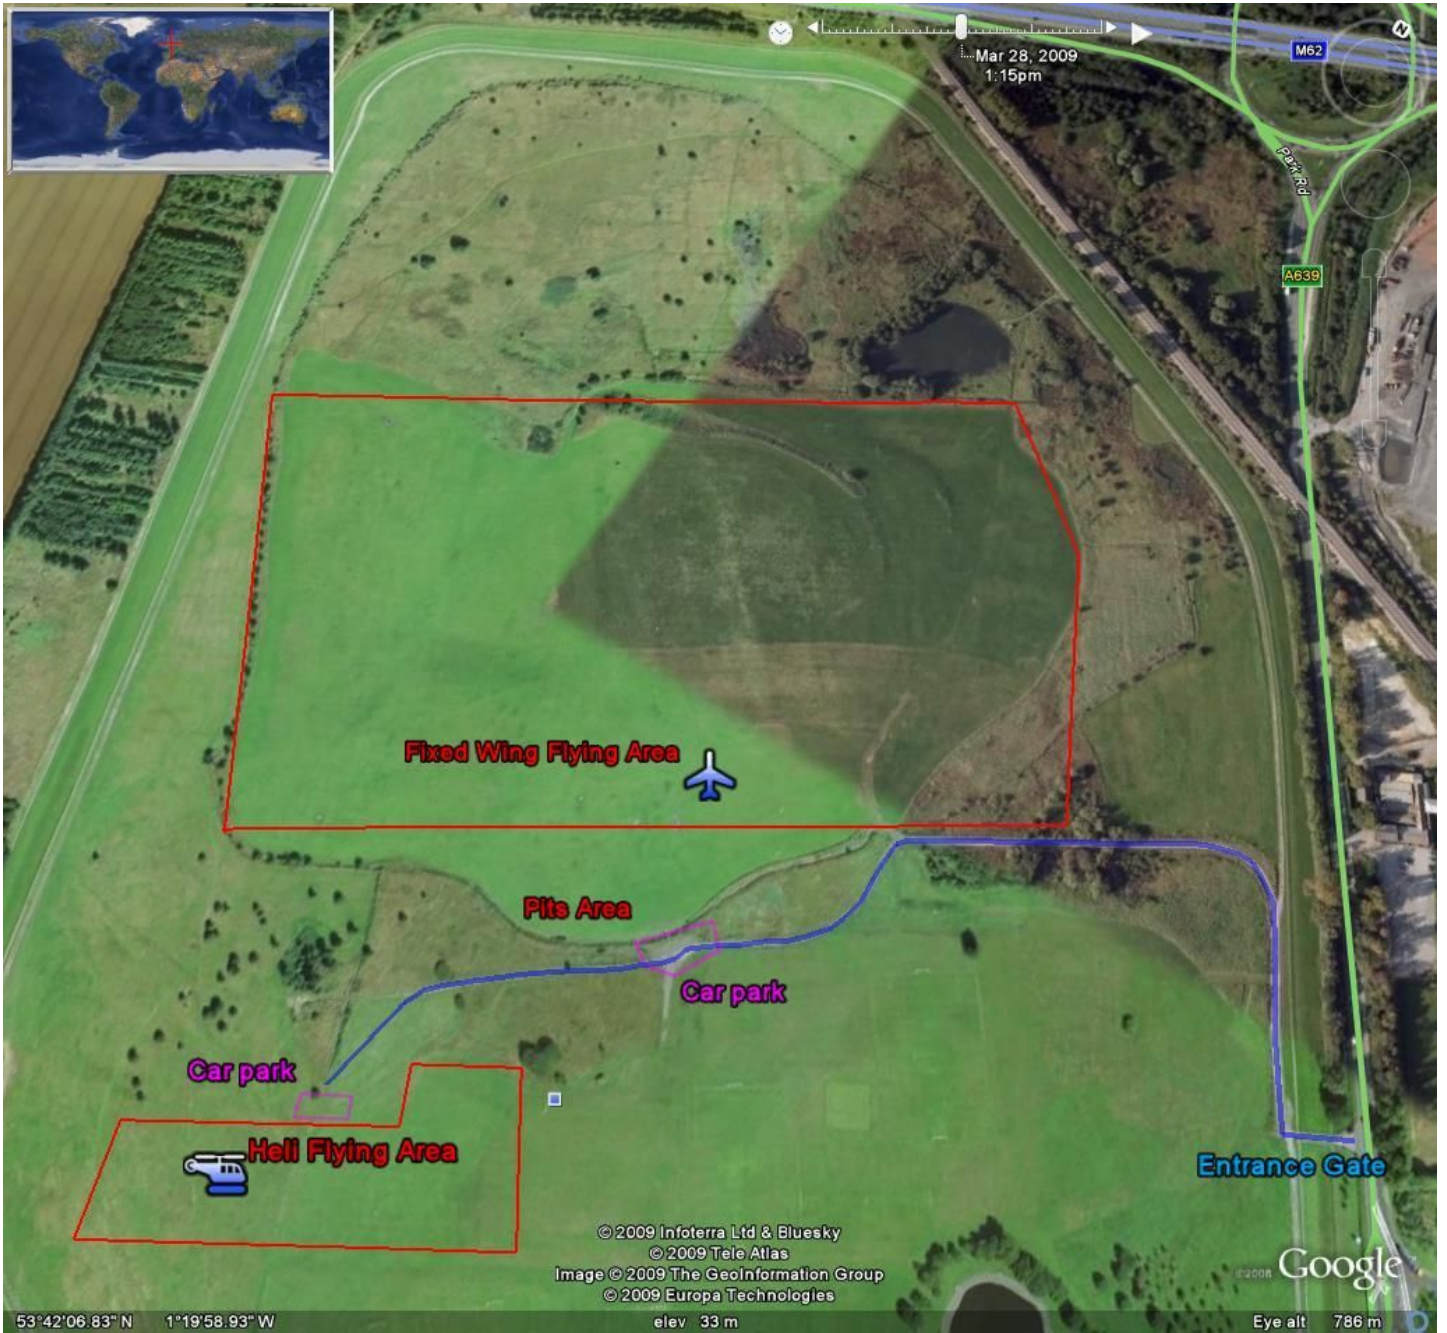 Mar 28, 2009
1:15pm
N
M62
Park Rd
A639
Fixed Wing Flying Area
Pits Area
Car park
Car park
Heli Flying Area
Entrance Gate
© 2009 Infoterra Ltd & Bluesky
© 2009 Tele Atlas
Image © 2009 The GeoInformation Group
© 2009 Europa Technologies
©2008 Google
53°42'06.83" N 1°19'58.93" W elev 33 m Eye alt 786 m